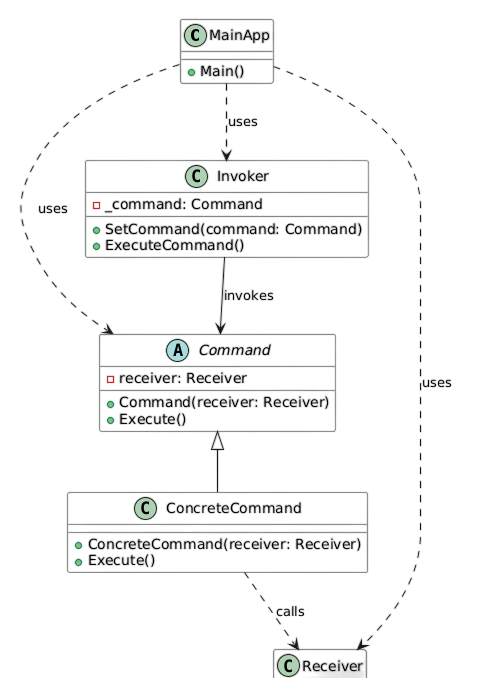 C MainApp
Main()
uses
uses
C Invoker
_command: Command
SetCommand(command: Command)
ExecuteCommand()
invokes
A Command
receiver: Receiver
Command(receiver: Receiver)
Execute()
uses
C ConcreteCommand
ConcreteCommand(receiver: Receiver)
Execute()
calls
C Receiver